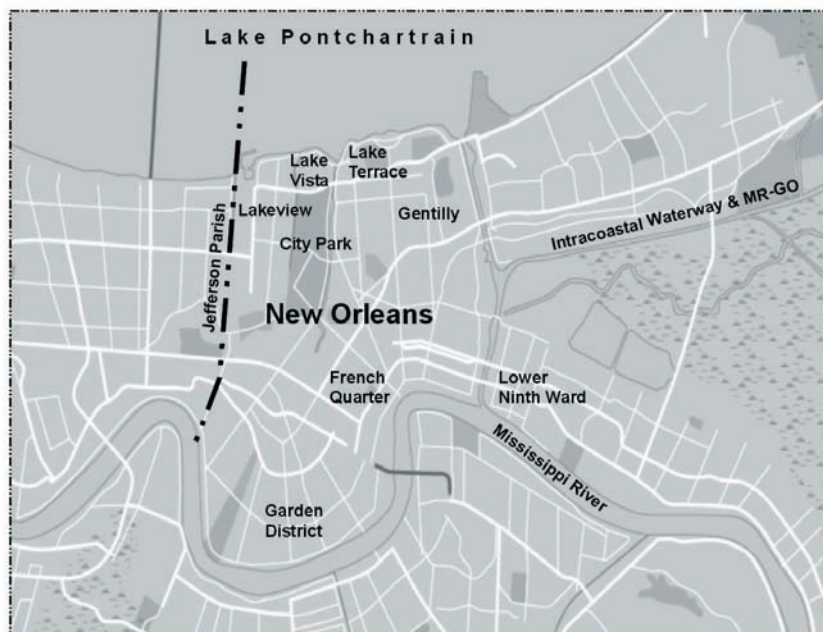 Lake Pontchartrain
Lake
Vista
Lake
Terrace
Lakeview
Gentilly
City Park
Intracoastal Waterway & MR-GO
Jefferson Parish
New Orleans
French
Quarter
Lower
Ninth Ward
Mississippi River
Garden
District